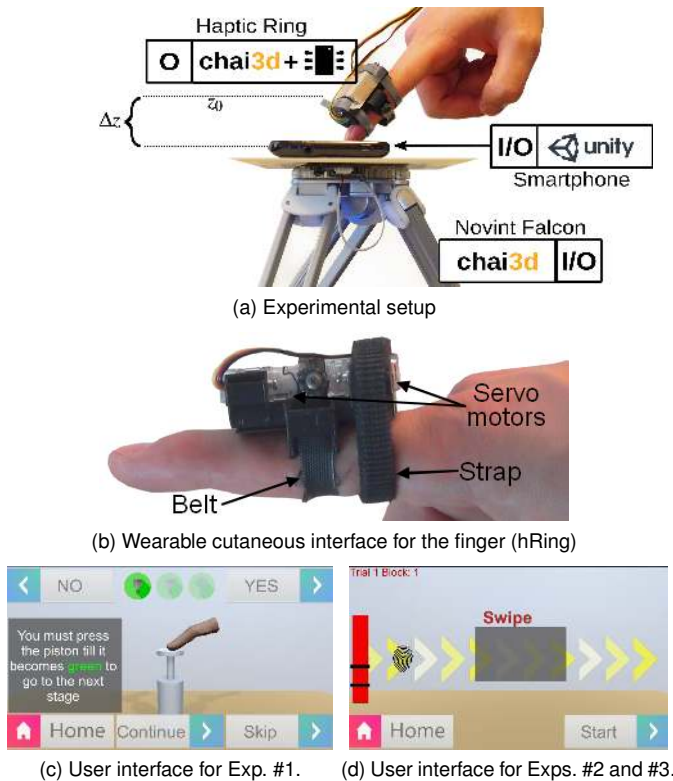 Haptic Ring
O chai3d +
z0
Δz
I/O unity
Smartphone
Novint Falcon
chai3d I/O
(a) Experimental setup
Servo
motors
Strap
Belt
(b) Wearable cutaneous interface for the finger (hRing)
NO YES
You must press
the piston till it
becomes green to
go to the next
stage
Home Continue Skip
(c) User interface for Exp. #1.
Trial 1 Block: 1
Swipe
Home Start
(d) User interface for Exps. #2 and #3.